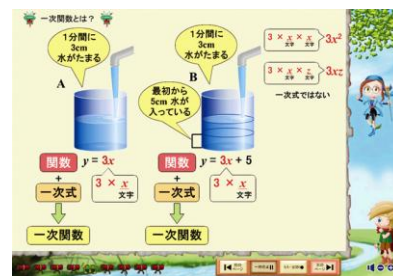 一次関数とは？
1分間に
3cm
水がたまる
A
1分間に
3cm
水がたまる
B
最初から
5cm 水が
入っている
3 × x × x
文字 文字
3x²
3 × x × z
文字 文字
3xz
一次式ではない
関数 y = 3x
+
一次式
3 × x
文字
一次関数
関数 y = 3x + 5
+
一次式
3 × x
文字
一次関数